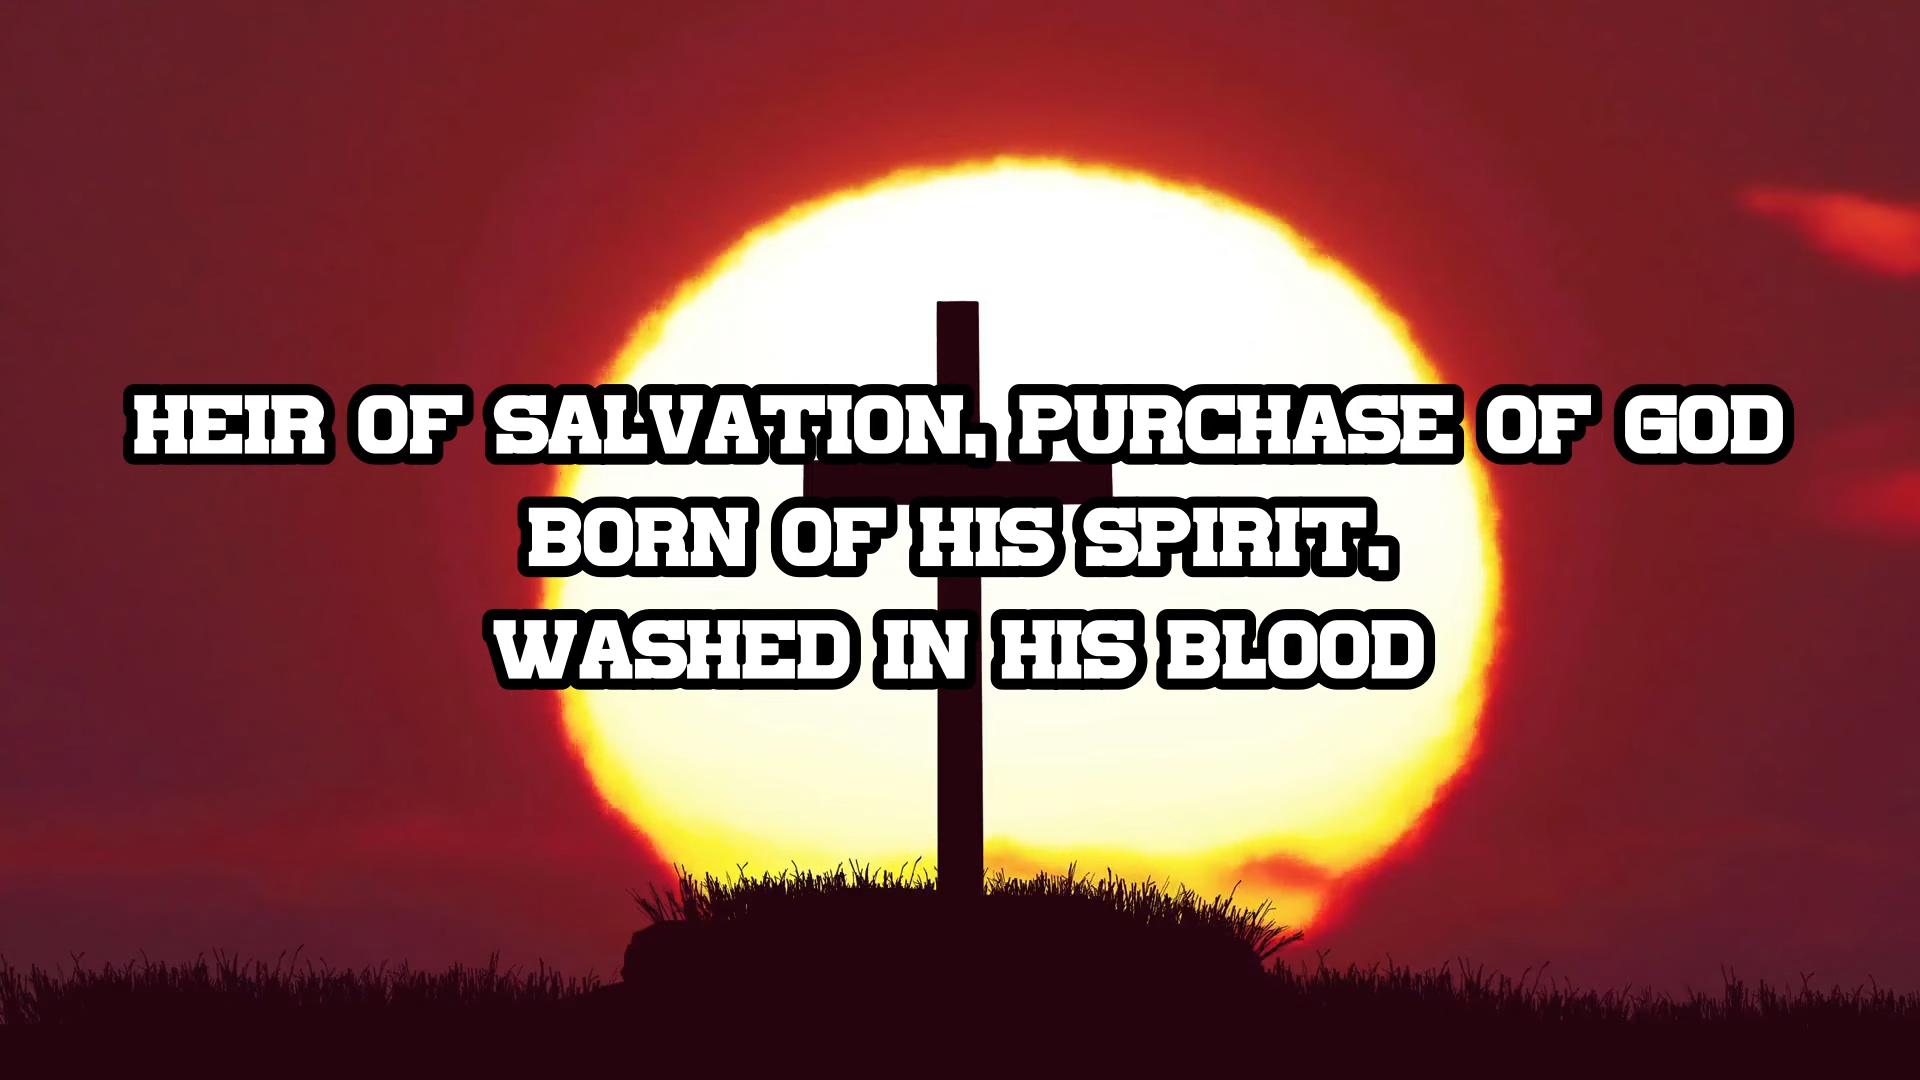 HEIR OF SALVATION, PURCHASE OF GOD
BORN OF HIS SPIRIT,
WASHED IN HIS BLOOD